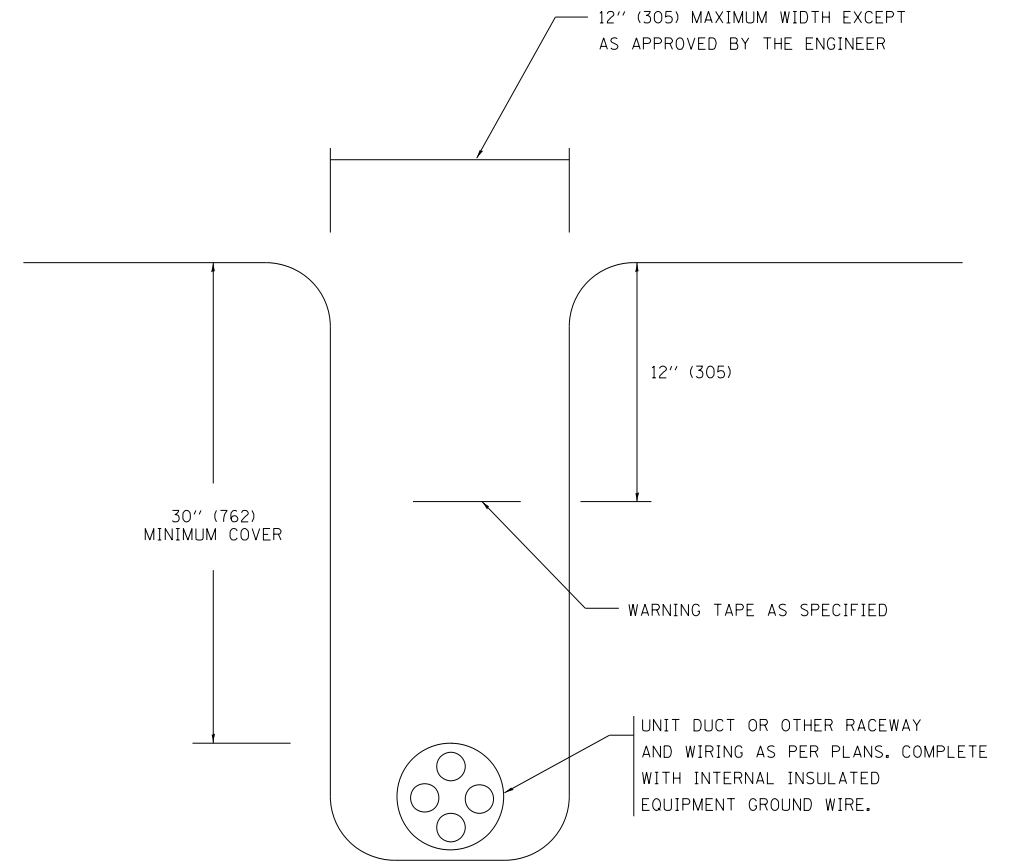 12'' (305) MAXIMUM WIDTH EXCEPT
AS APPROVED BY THE ENGINEER
12'' (305)
30'' (762)
MINIMUM COVER
WARNING TAPE AS SPECIFIED
UNIT DUCT OR OTHER RACEWAY
AND WIRING AS PER PLANS. COMPLETE
WITH INTERNAL INSULATED
EQUIPMENT GROUND WIRE.